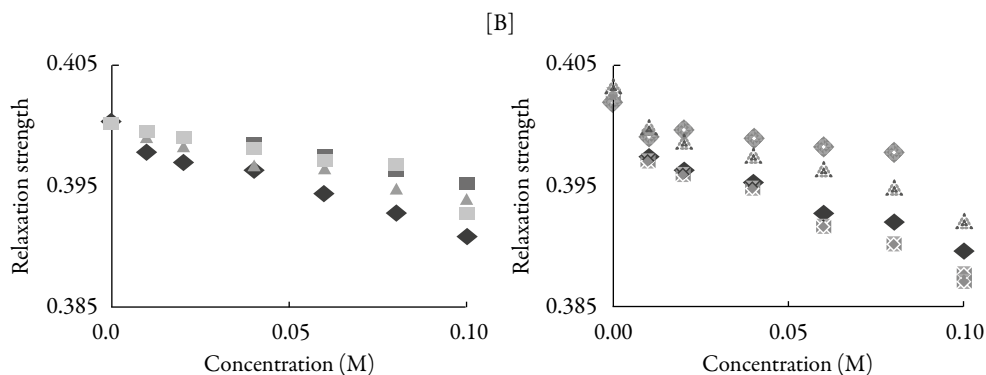 [B]
0.405
0.395
0.385
Relaxation strength
0.0
0.05
0.10
Concentration (M)
0.405
0.395
0.385
Relaxation strength
0.00
0.05
0.10
Concentration (M)